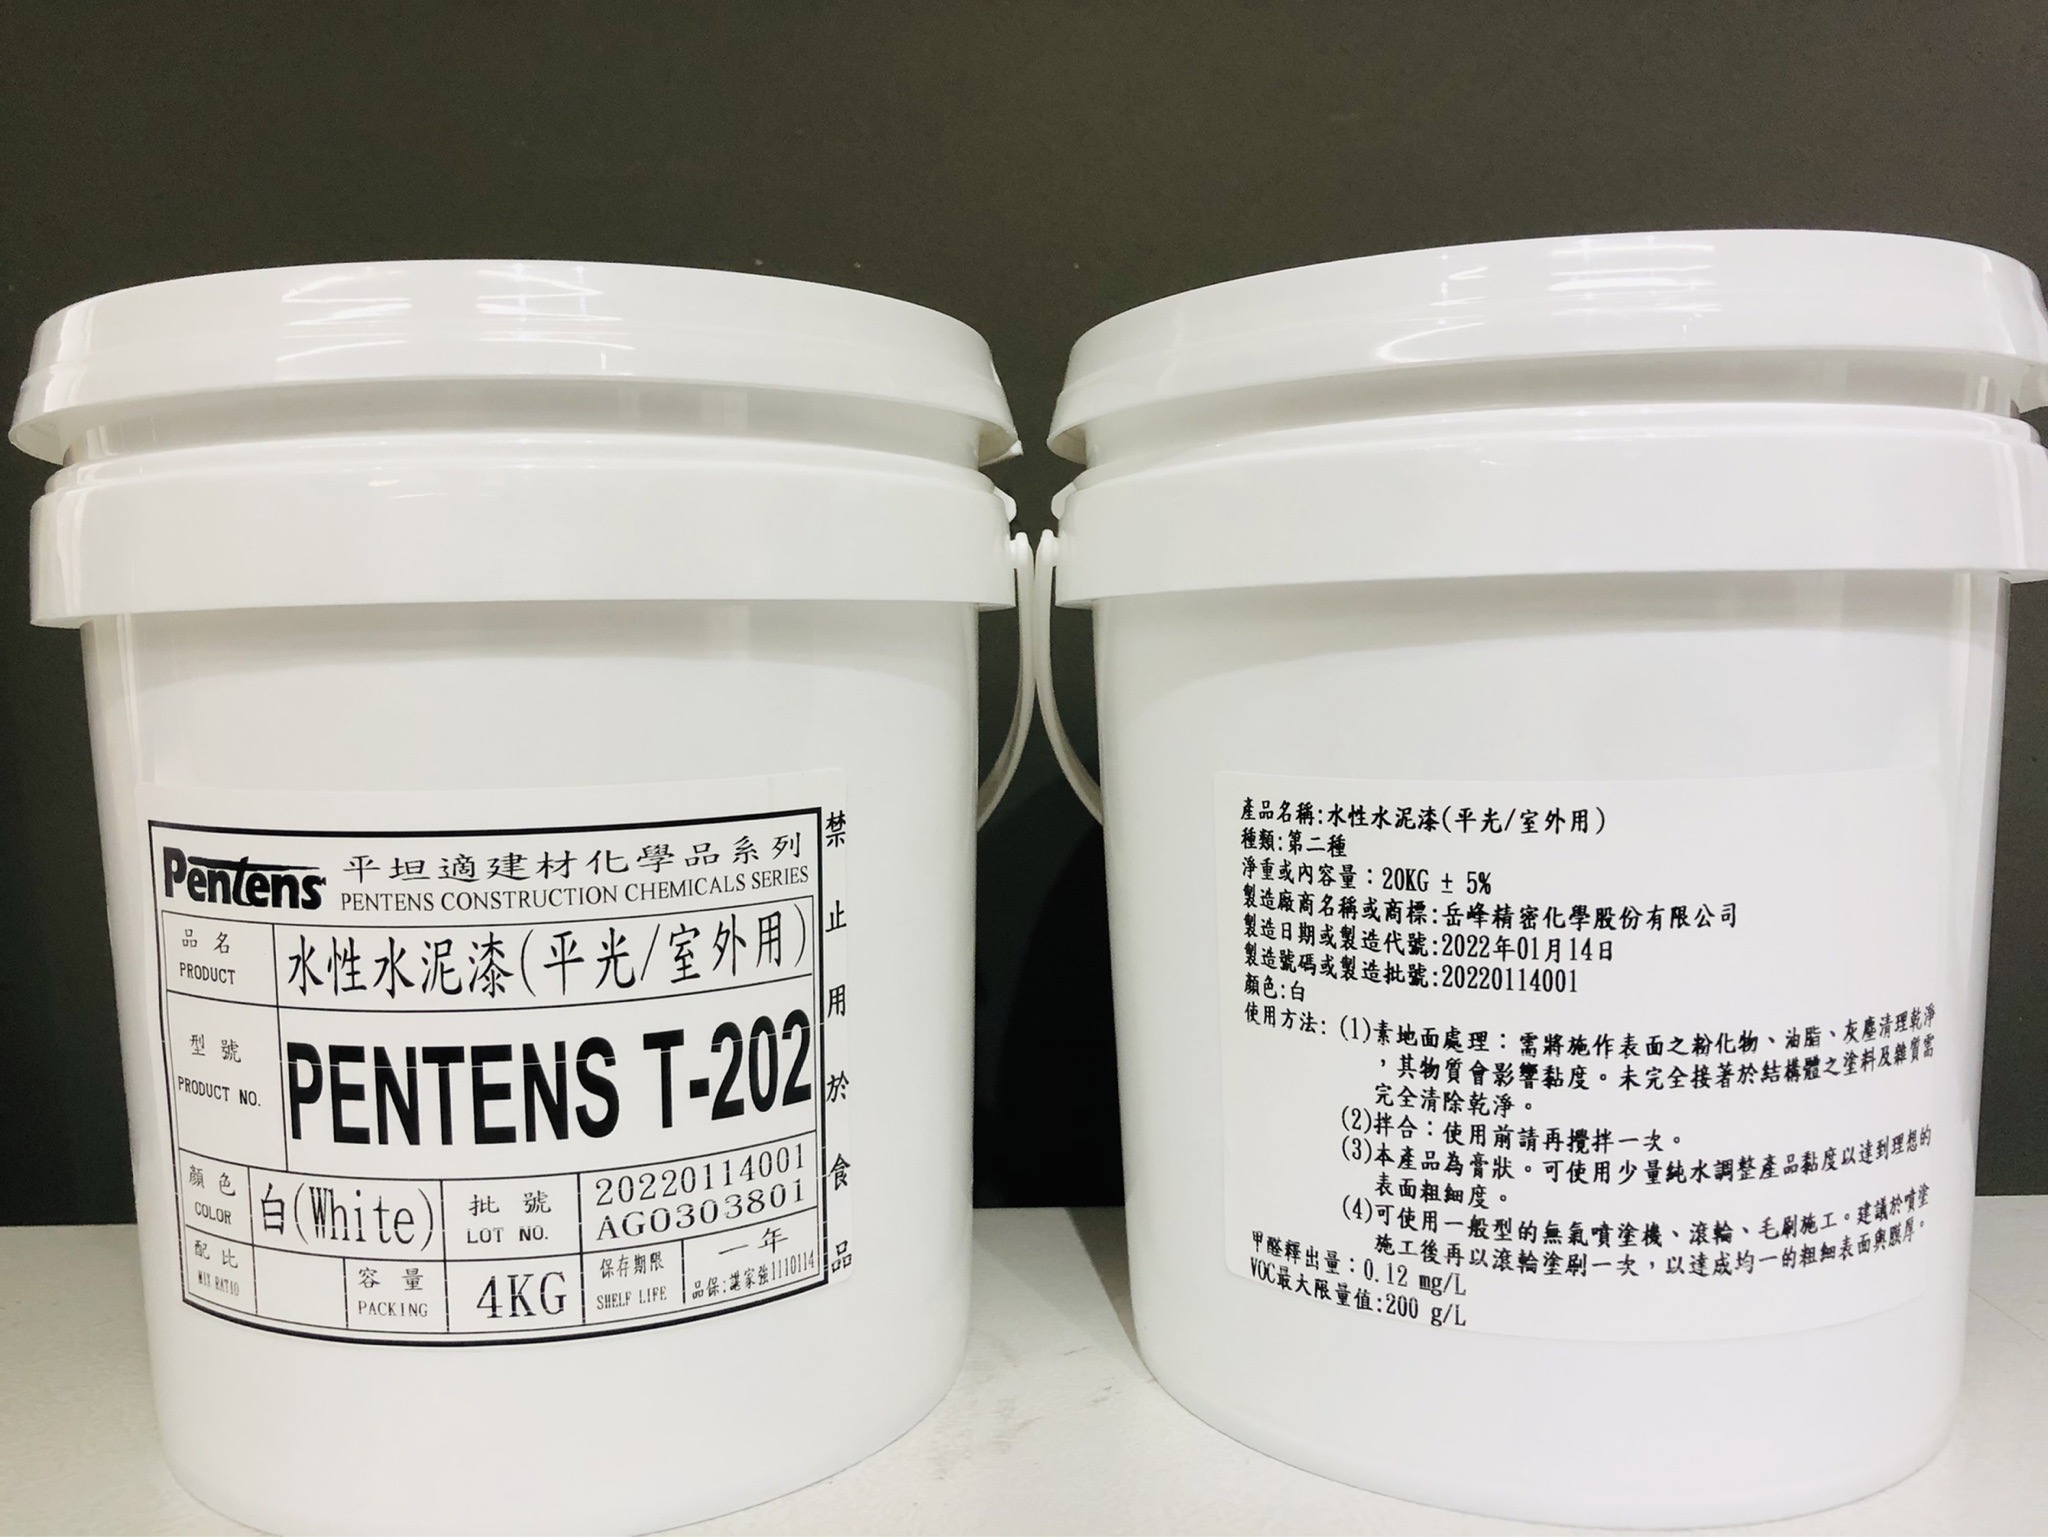 Pentens 平坦適建材化學品系列
PENTENS CONSTRUCTION CHEMICALS SERIES
品名
PRODUCT
水性水泥漆(平光/室外用)
型號
PRODUCT NO.
PENTENS T-202
顏色
COLOR
白(White)
批號
LOT NO.
20220114001
AG0303801
配比
MIX RATIO
容量
PACKING
4KG
保存期限
SHELF LIFE
一年
品保:謀家強1110114
禁止用於食品
產品名稱:水性水泥漆(平光/室外用)
種類:第二種
淨重或內容量：20KG ± 5%
製造廠商名稱或商標:岳峰精密化學股份有限公司
製造日期或製造代號:2022年01月14日
製造號碼或製造批號:20220114001
顏色:白
使用方法: (1)素地面處理：需將施作表面之粉化物、油脂、灰塵清理乾淨
，其物質會影響黏度。未完全接著於結構體之塗料及雜質需
完全清除乾淨。
(2)拌合：使用前請再攪拌一次。
(3)本產品為膏狀。可使用少量純水調整產品黏度以達到理想的
表面粗細度。
(4)可使用一般型的無氣噴塗機、滾輪、毛刷施工。建議於噴塗
施工後再以滾輪塗刷一次，以達成均一的粗細表面與膜厚。
甲醛釋出量：0.12 mg/L
VOC最大限量值:200 g/L